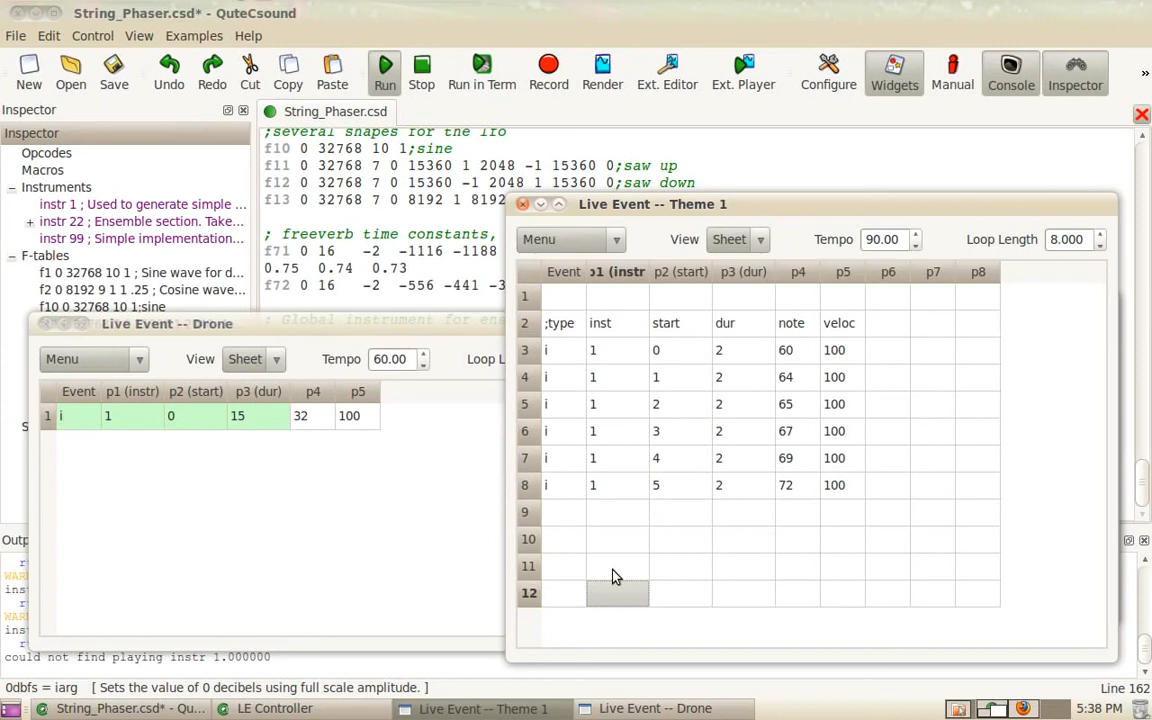 String_Phaser.csd* - QuteCsound
File Edit Control View Examples Help
New Open Save Undo Redo Cut Copy Paste Run Stop Run in Term Record Render Ext. Editor Ext. Player Configure Widgets Manual Console Inspector »
Inspector
String_Phaser.csd
Inspector
Opcodes
Macros
Instruments
instr 1 ; Used to generate simple ...
instr 22 ; Ensemble section. Take...
instr 99 ; Simple implementation...
F-tables
f1 0 32768 10 1 ; Sine wave for d...
f2 0 8192 9 1 1 .25 ; Cosine wave...
f10 0 32768 10 1;sine
;several shapes for the lfo
f10 0 32768 10 1;sine
f11 0 32768 7 0 15360 1 2048 -1 15360 0;saw up
f12 0 32768 7 0 15360 -1 2048 1 15360 0;saw down
f13 0 32768 7 0 8192 1 8192
; freeverb time constants,
f71 0 16 -2 -1116 -1188
0.75 0.74 0.73
f72 0 16 -2 -556 -441 -3
; Global instrument for ens
Live Event -- Drone
Menu View Sheet Tempo 60.00 Loop L
Event p1 (instr) p2 (start) p3 (dur) p4 p5
1 i 1 0 15 32 100
Live Event -- Theme 1
Menu View Sheet Tempo 90.00 Loop Length 8.000
Event p1 (instr p2 (start) p3 (dur) p4 p5 p6 p7 p8
1
2 ;type inst start dur note veloc
3 i 1 0 2 60 100
4 i 1 1 2 64 100
5 i 1 2 2 65 100
6 i 1 3 2 67 100
7 i 1 4 2 69 100
8 i 1 5 2 72 100
9
10
11
12
Outp
WAR
ins
WAR
ins
could not find playing instr 1.000000
0dbfs = iarg [ Sets the value of 0 decibels using full scale amplitude. ] Line 162
String_Phaser.csd* - Qu... LE Controller Live Event -- Theme 1 Live Event -- Drone 5:38 PM